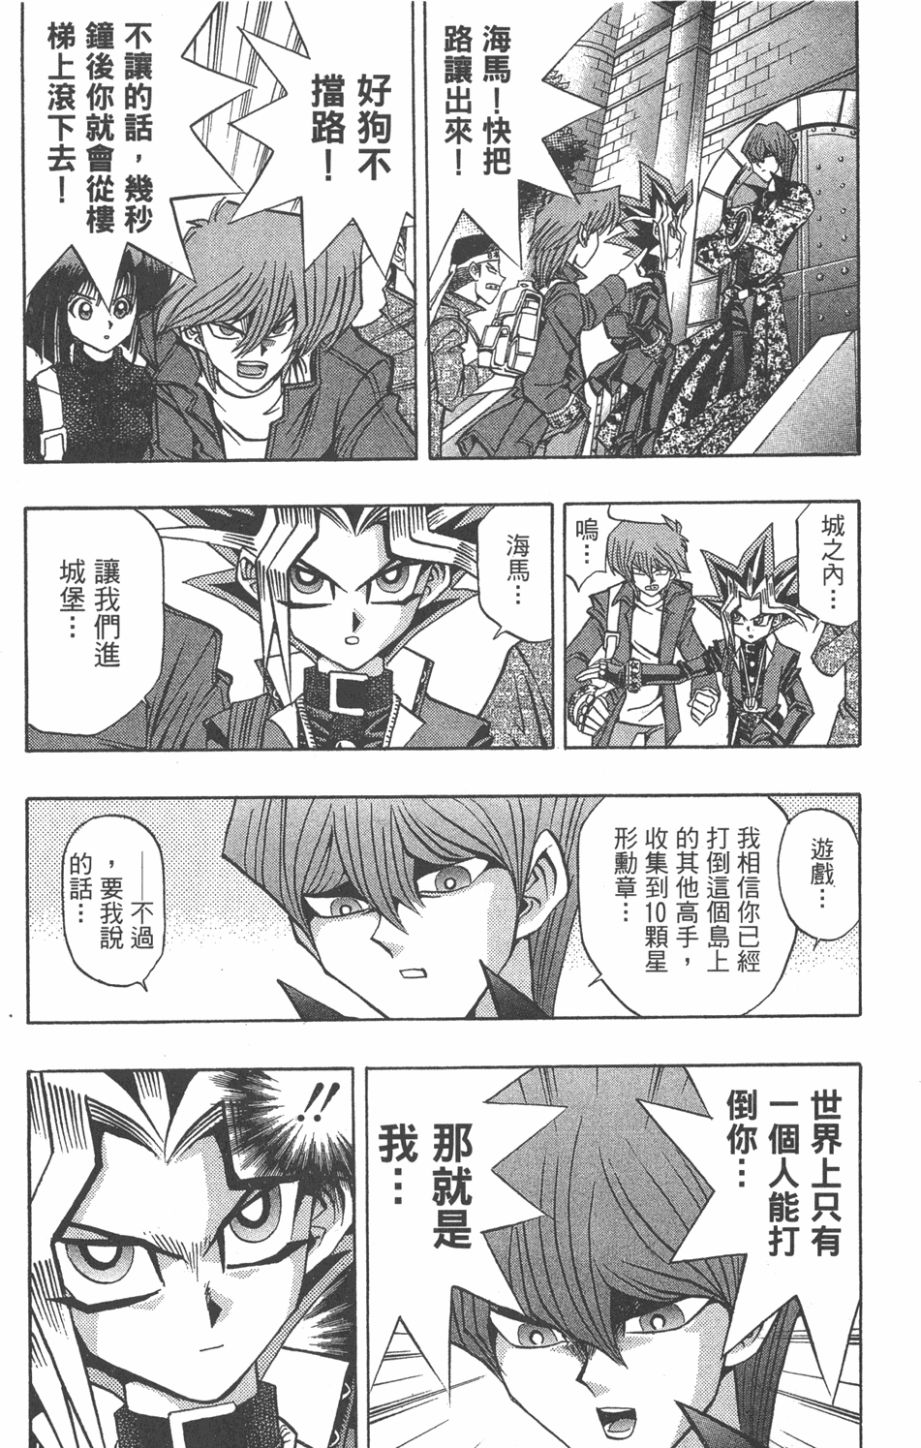 海馬！快把
路讓出來！
好狗不
擋路！
不讓的話，幾秒
鐘後你就會從樓
梯上滾下去！
城之內…
嗚…
海馬…
讓我們進
城堡…
遊戲…
我相信你已經
打倒這個島上
的其他高手，
收集到10顆星
形勳章…
——不過
，要我說
的話…
世界上只有
一個人能打
倒你…
那就是
我…
!!